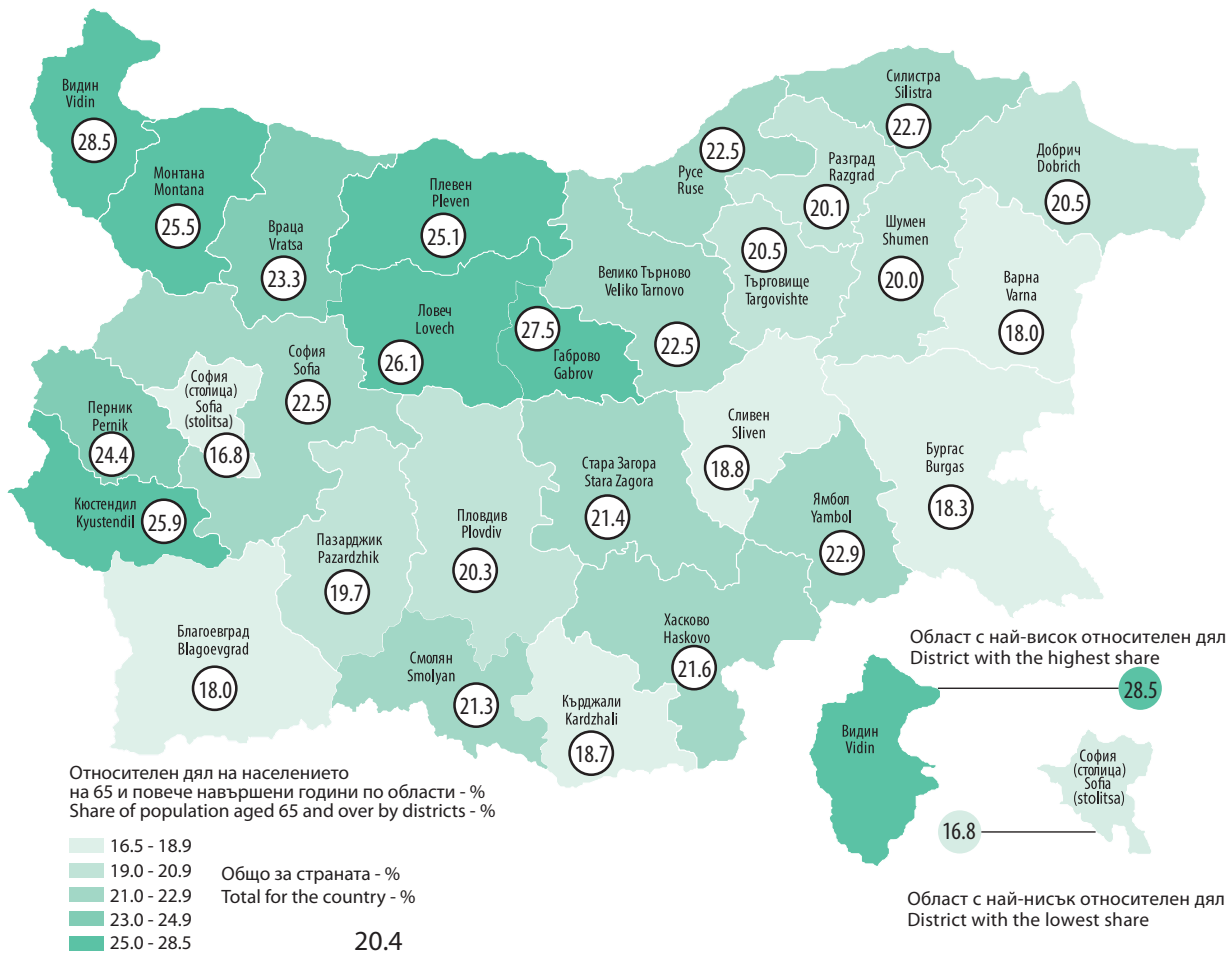 Видин
Vidin
28.5
Монтана
Montana
25.5
Враца
Vratsa
23.3
Плевен
Pleven
25.1
Ловеч
Lovech
26.1
27.5
Габрово
Gabrov
Велико Търново
Veliko Tarnovo
22.5
Русе
Ruse
22.5
Силистра
Silistra
22.7
Разград
Razgrad
20.1
Добрич
Dobrich
20.5
Шумен
Shumen
20.0
20.5
Търговище
Targovishte
Варна
Varna
18.0
София
Sofia
22.5
София
(столица)
Sofia
(stolitsa)
16.8
Перник
Pernik
24.4
Кюстендил
Kyustendil
25.9
Пазарджик
Pazardzhik
19.7
Пловдив
Plovdiv
20.3
Стара Загора
Stara Zagora
21.4
Сливен
Sliven
18.8
Ямбол
Yambol
22.9
Бургас
Burgas
18.3
Благоевград
Blagoevgrad
18.0
Смолян
Smolyan
21.3
Кърджали
Kardzhali
18.7
Хасково
Haskovo
21.6
Област с най-висок относителен дял
District with the highest share
28.5
Видин
Vidin
София
(столица)
Sofia
(stolitsa)
16.8
Област с най-нисък относителен дял
District with the lowest share
Относителен дял на населението
на 65 и повече навършени години по области - %
Share of population aged 65 and over by districts - %
16.5 - 18.9
19.0 - 20.9
21.0 - 22.9
23.0 - 24.9
25.0 - 28.5
Общо за страната - %
Total for the country - %
20.4